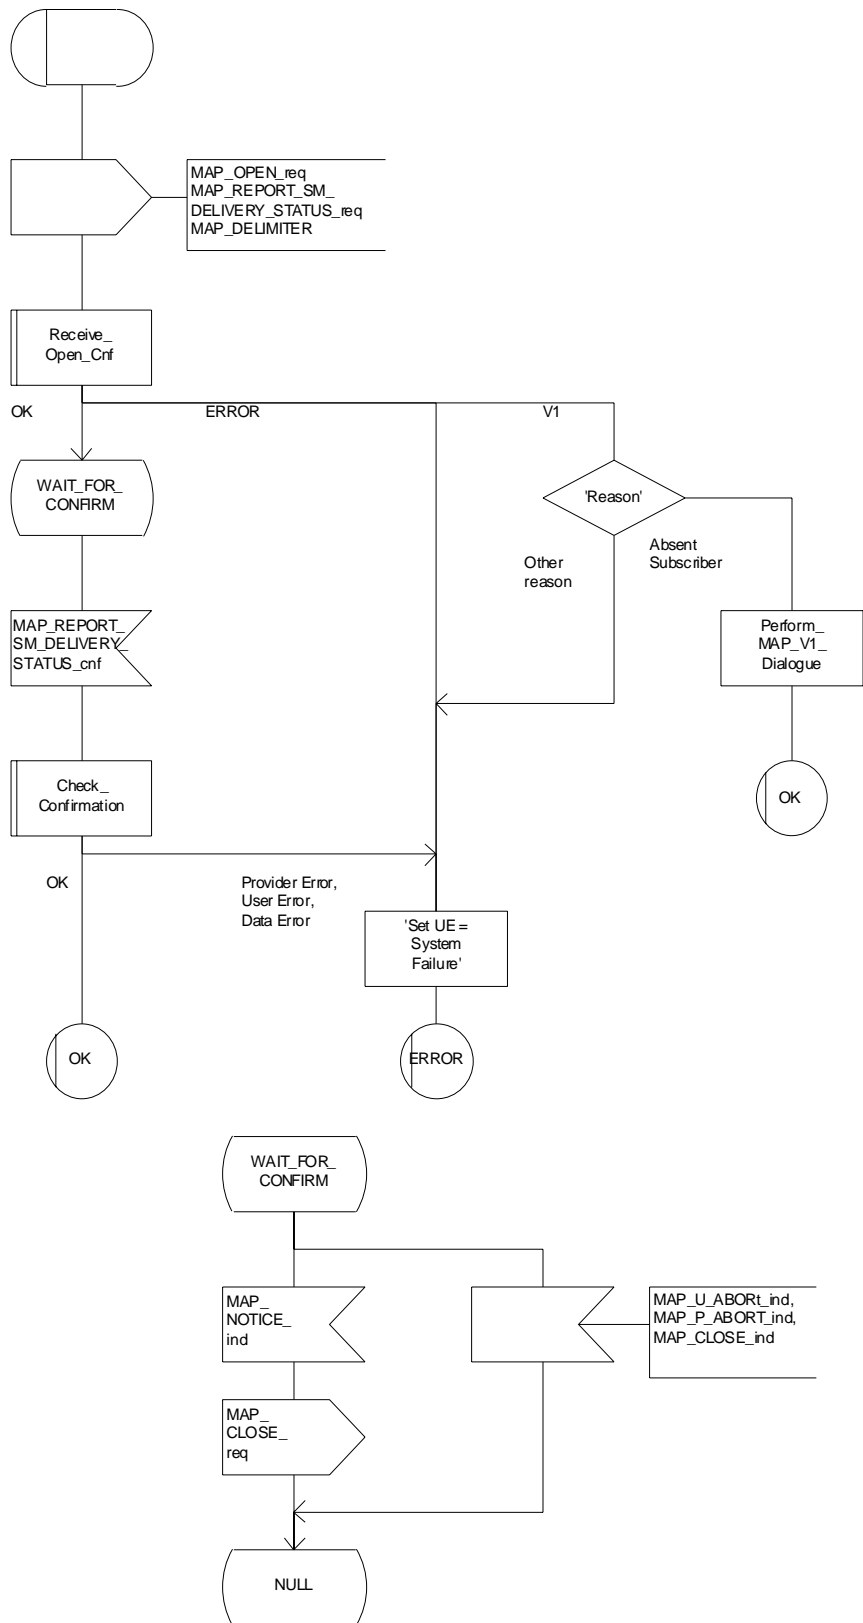 MAP_OPEN_req
MAP_REPORT_SM_
DELIVERY_STATUS_req
MAP_DELIMITER
Receive_
Open_Cnf
OK
ERROR
V1
WAIT_FOR_
CONFIRM
'Reason'
Other
reason
Absent
Subscriber
MAP_REPORT_
SM_DELIVERY_
STATUS_cnf
Perform_
MAP_V1_
Dialogue
Check_
Confirmation
OK
OK
Provider Error,
User Error,
Data Error
'Set UE =
System
Failure'
OK
ERROR
WAIT_FOR_
CONFIRM
MAP_
NOTICE_
ind
MAP_U_ABORt_ind,
MAP_P_ABORT_ind,
MAP_CLOSE_ind
MAP_
CLOSE_
req
NULL